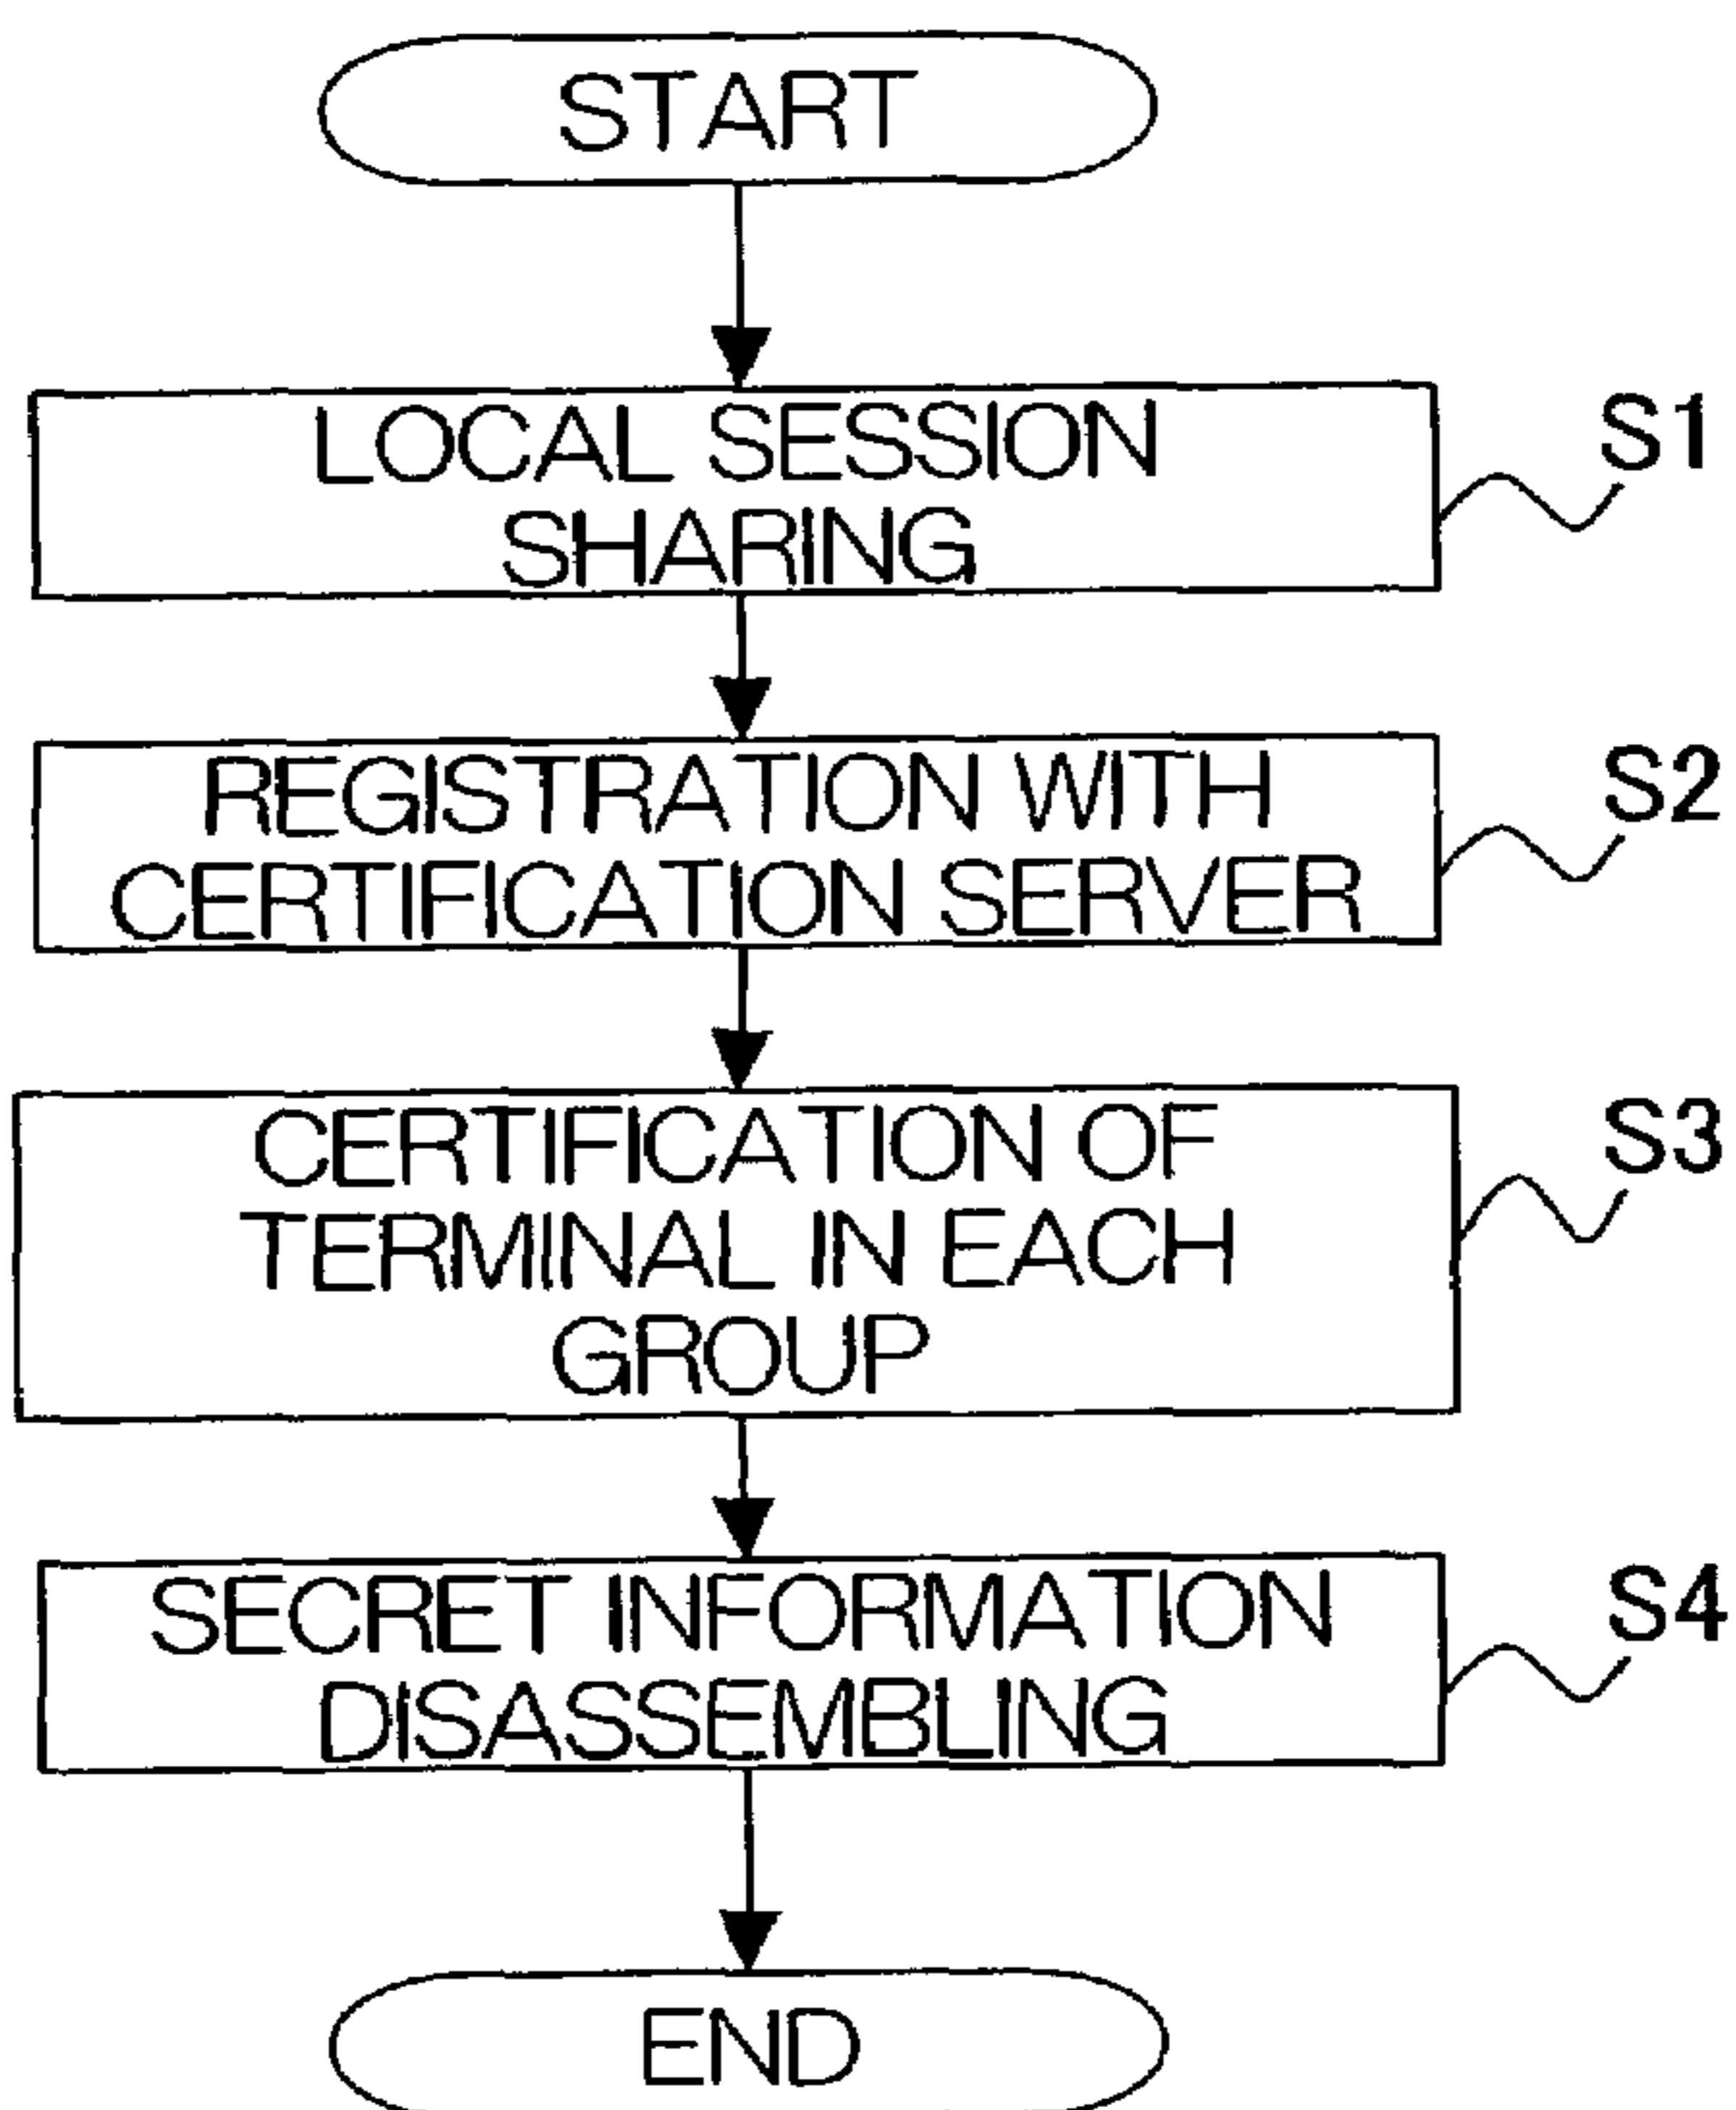 START
LOCAL SESSION
SHARING
S1
REGISTRATION WITH
CERTIFICATION SERVER
S2
CERTIFICATION OF
TERMINAL IN EACH
GROUP
S3
SECRET INFORMATION
DISASSEMBLING
S4
END